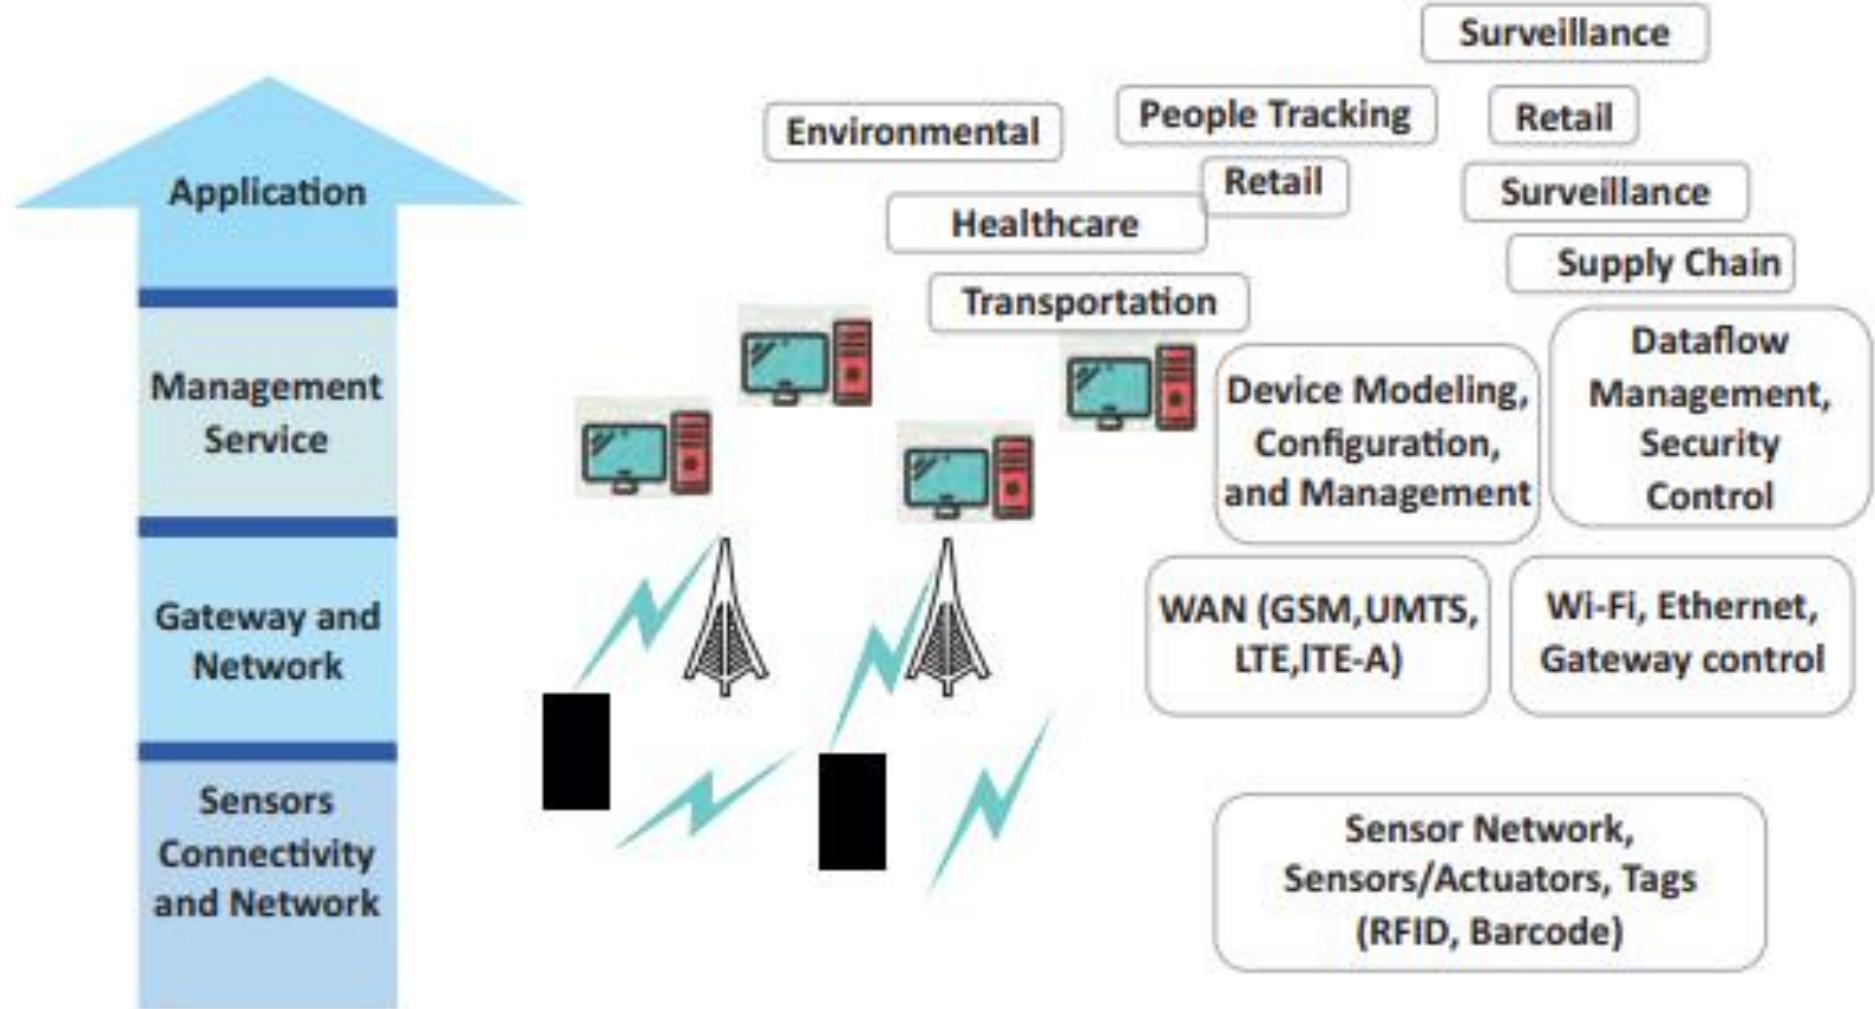 Application
Management
Service
Gateway and
Network
Sensors
Connectivity
and Network
Surveillance
People Tracking
Retail
Environmental
Retail
Surveillance
Healthcare
Supply Chain
Transportation
Device Modeling,
Configuration,
and Management
Dataflow
Management,
Security
Control
WAN (GSM,UMTS,
LTE,lTE-A)
Wi-Fi, Ethernet,
Gateway control
Sensor Network,
Sensors/Actuators, Tags
(RFID, Barcode)